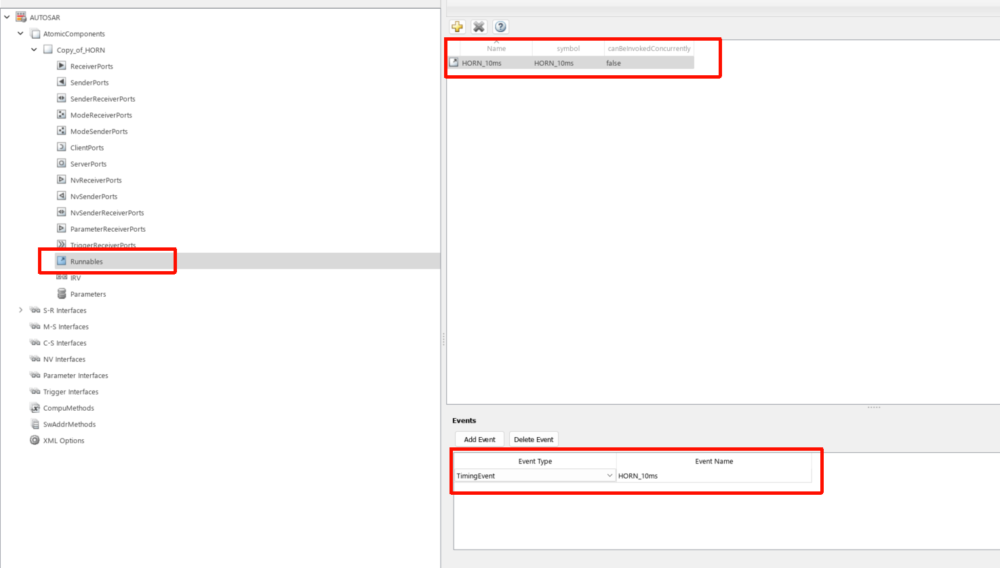 AUTOSAR
AtomicComponents
Copy_of_HORN
ReceiverPorts
SenderPorts
SenderReceiverPorts
ModeReceiverPorts
ModeSenderPorts
ClientPorts
ServerPorts
NvReceiverPorts
NvSenderPorts
NvSenderReceiverPorts
ParameterReceiverPorts
TriggerReceiverPorts
Runnables
IRV
Parameters
S-R Interfaces
M-S Interfaces
C-S Interfaces
NV Interfaces
Parameter Interfaces
Trigger Interfaces
CompuMethods
SwAddrMethods
XML Options
Name symbol canBeInvokedConcurrently
HORN_10ms HORN_10ms false
Events
Add Event Delete Event
Event Type Event Name
TimingEvent HORN_10ms